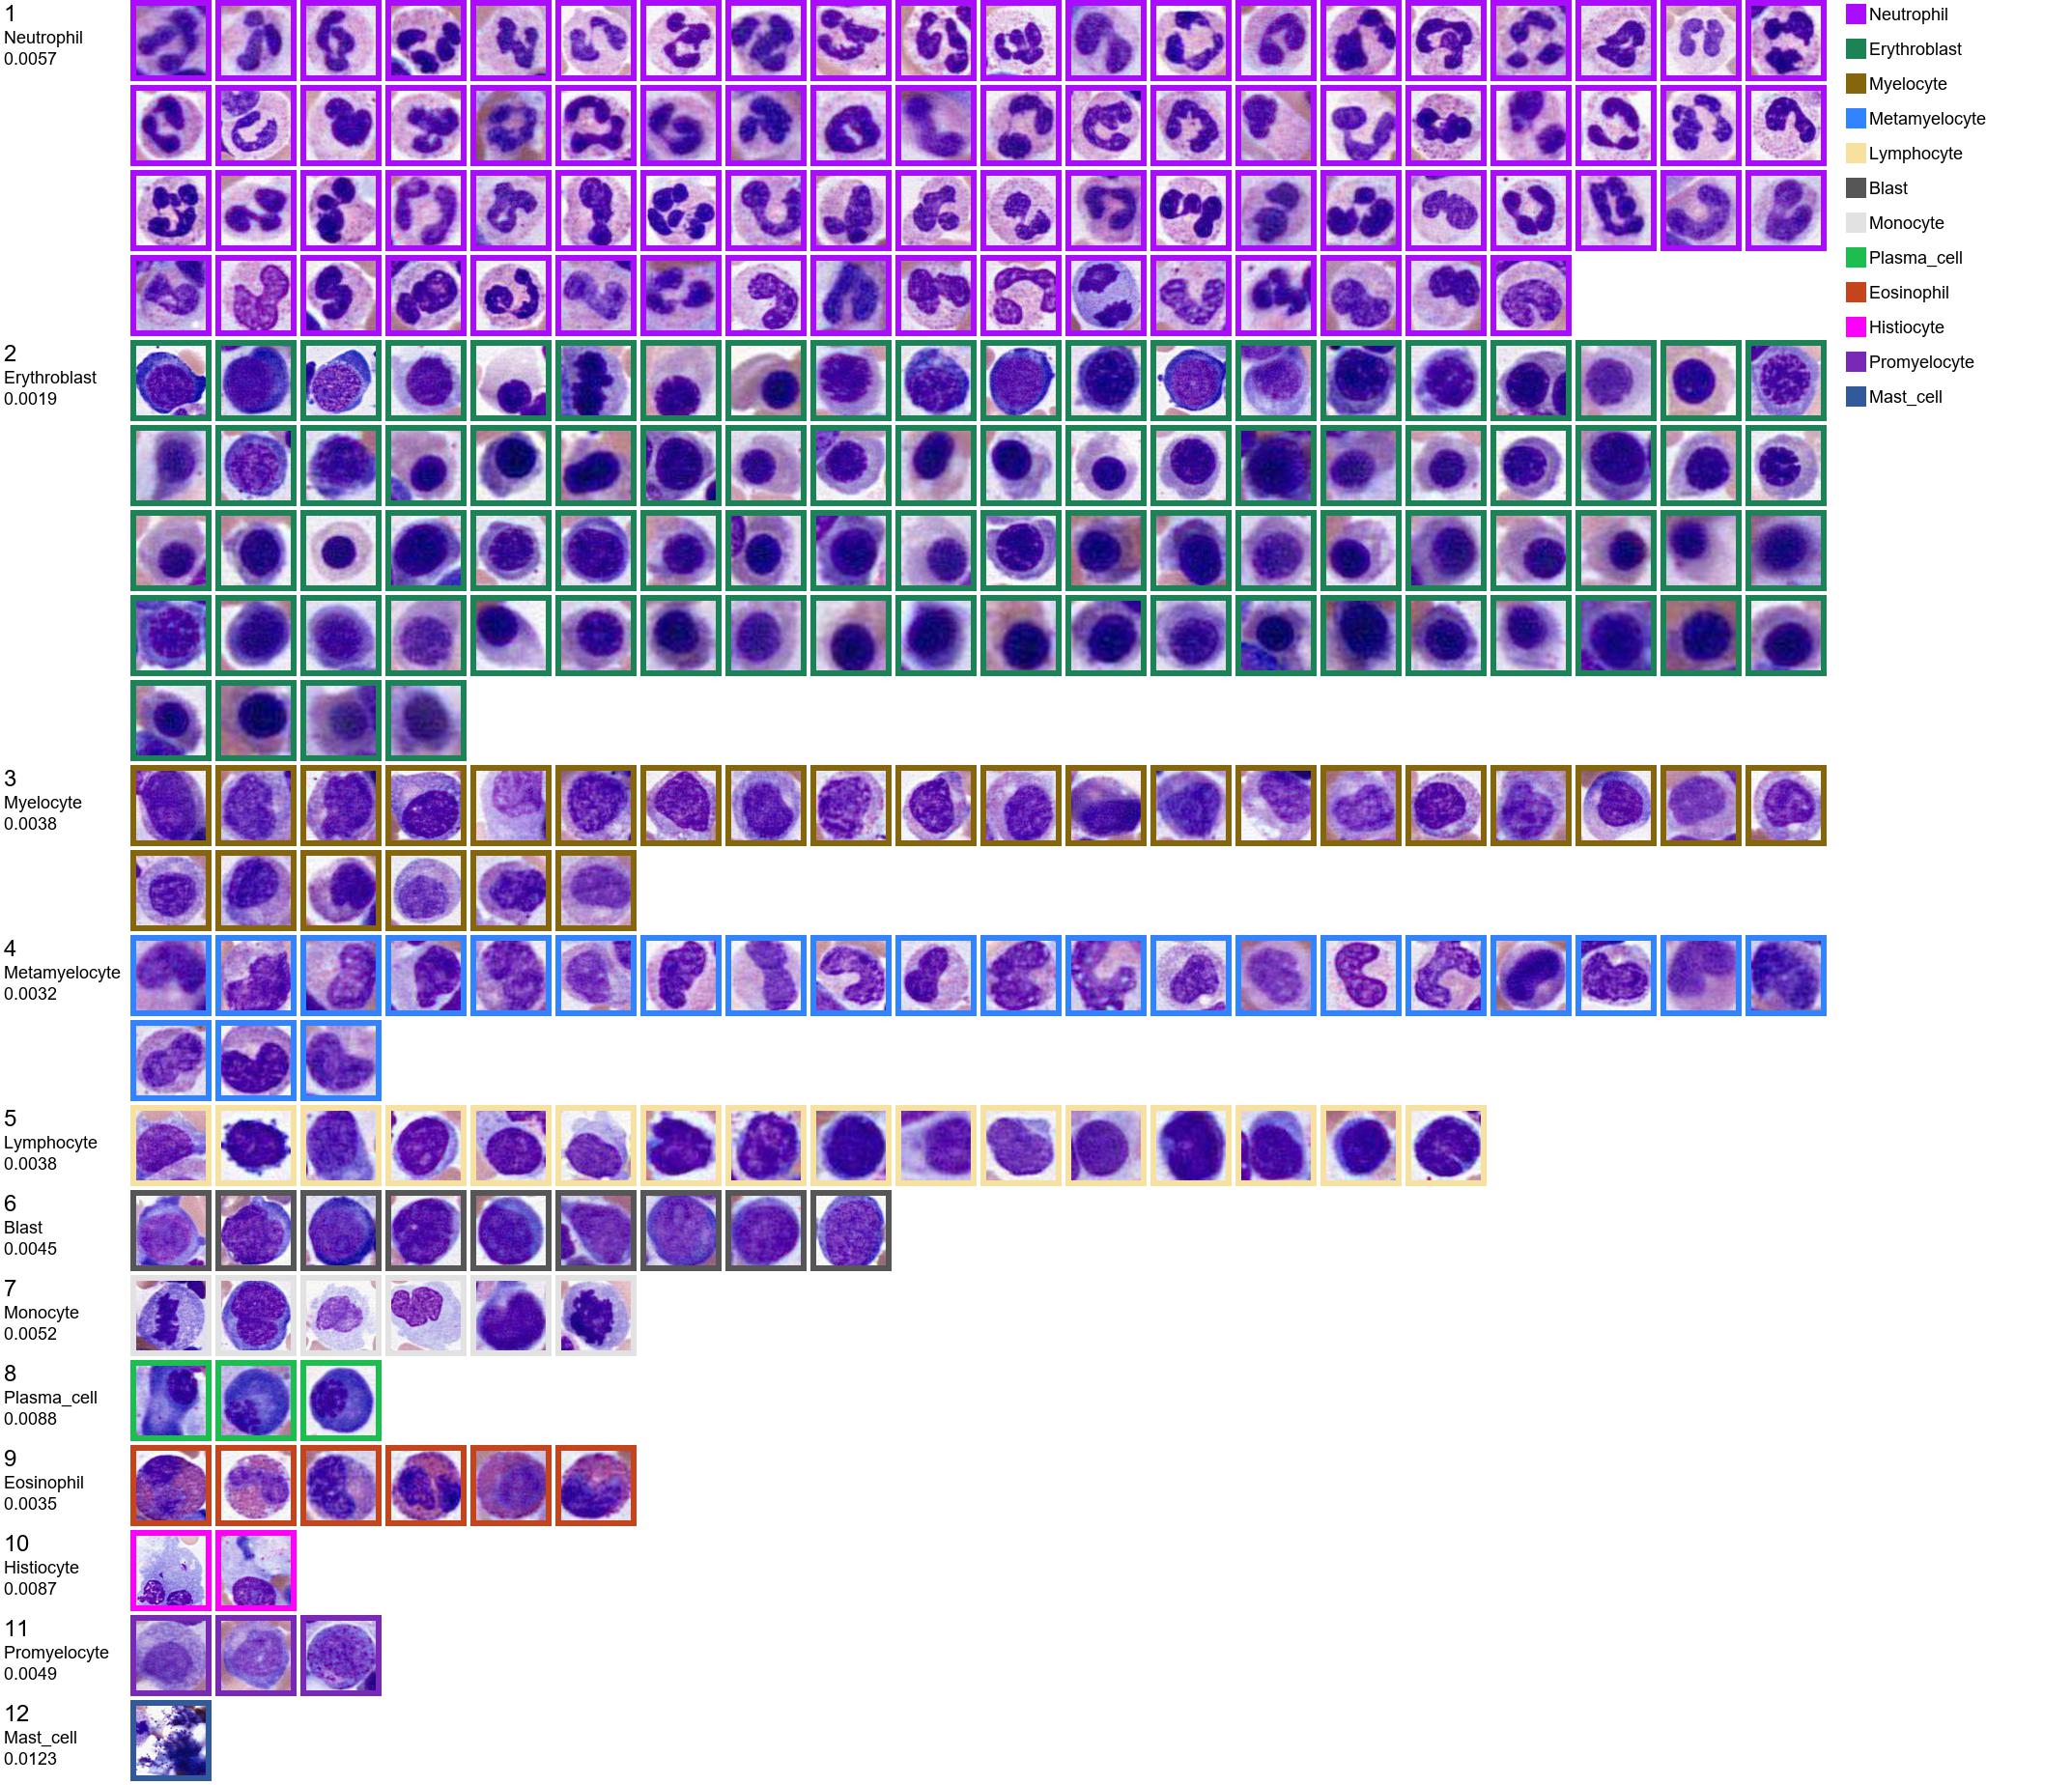 1
Neutrophil
0.0057
2
Erythroblast
0.0019
3
Myelocyte
0.0038
4
Metamyelocyte
0.0032
5
Lymphocyte
0.0038
6
Blast
0.0045
7
Monocyte
0.0052
8
Plasma_cell
0.0088
9
Eosinophil
0.0035
10
Histiocyte
0.0087
11
Promyelocyte
0.0049
12
Mast_cell
0.0123
Neutrophil
Erythroblast
Myelocyte
Metamyelocyte
Lymphocyte
Blast
Monocyte
Plasma_cell
Eosinophil
Histiocyte
Promyelocyte
Mast_cell